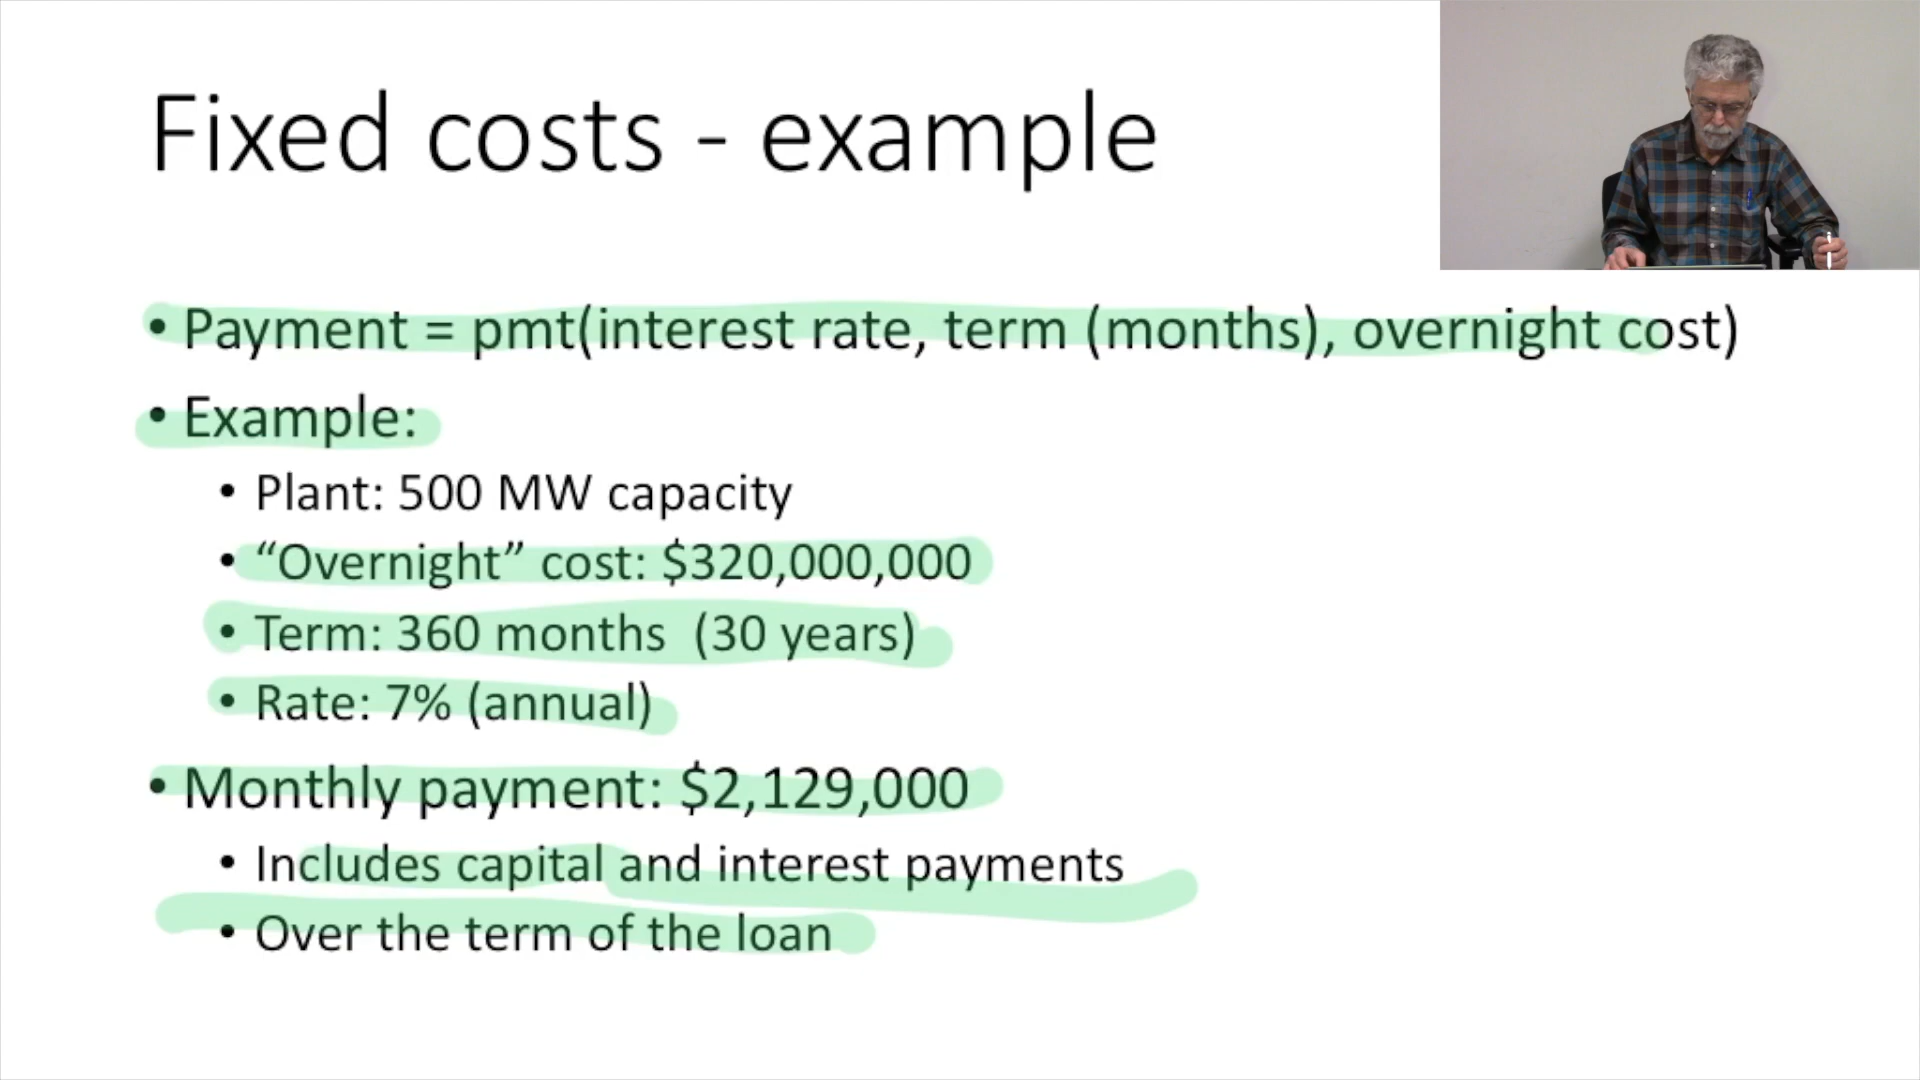 Fixed costs - example
• Payment = pmt(interest rate, term (months), overnight cost)
• Example:
• Plant: 500 MW capacity
• “Overnight” cost: $320,000,000
• Term: 360 months (30 years)
• Rate: 7% (annual)
• Monthly payment: $2,129,000
• Includes capital and interest payments
• Over the term of the loan